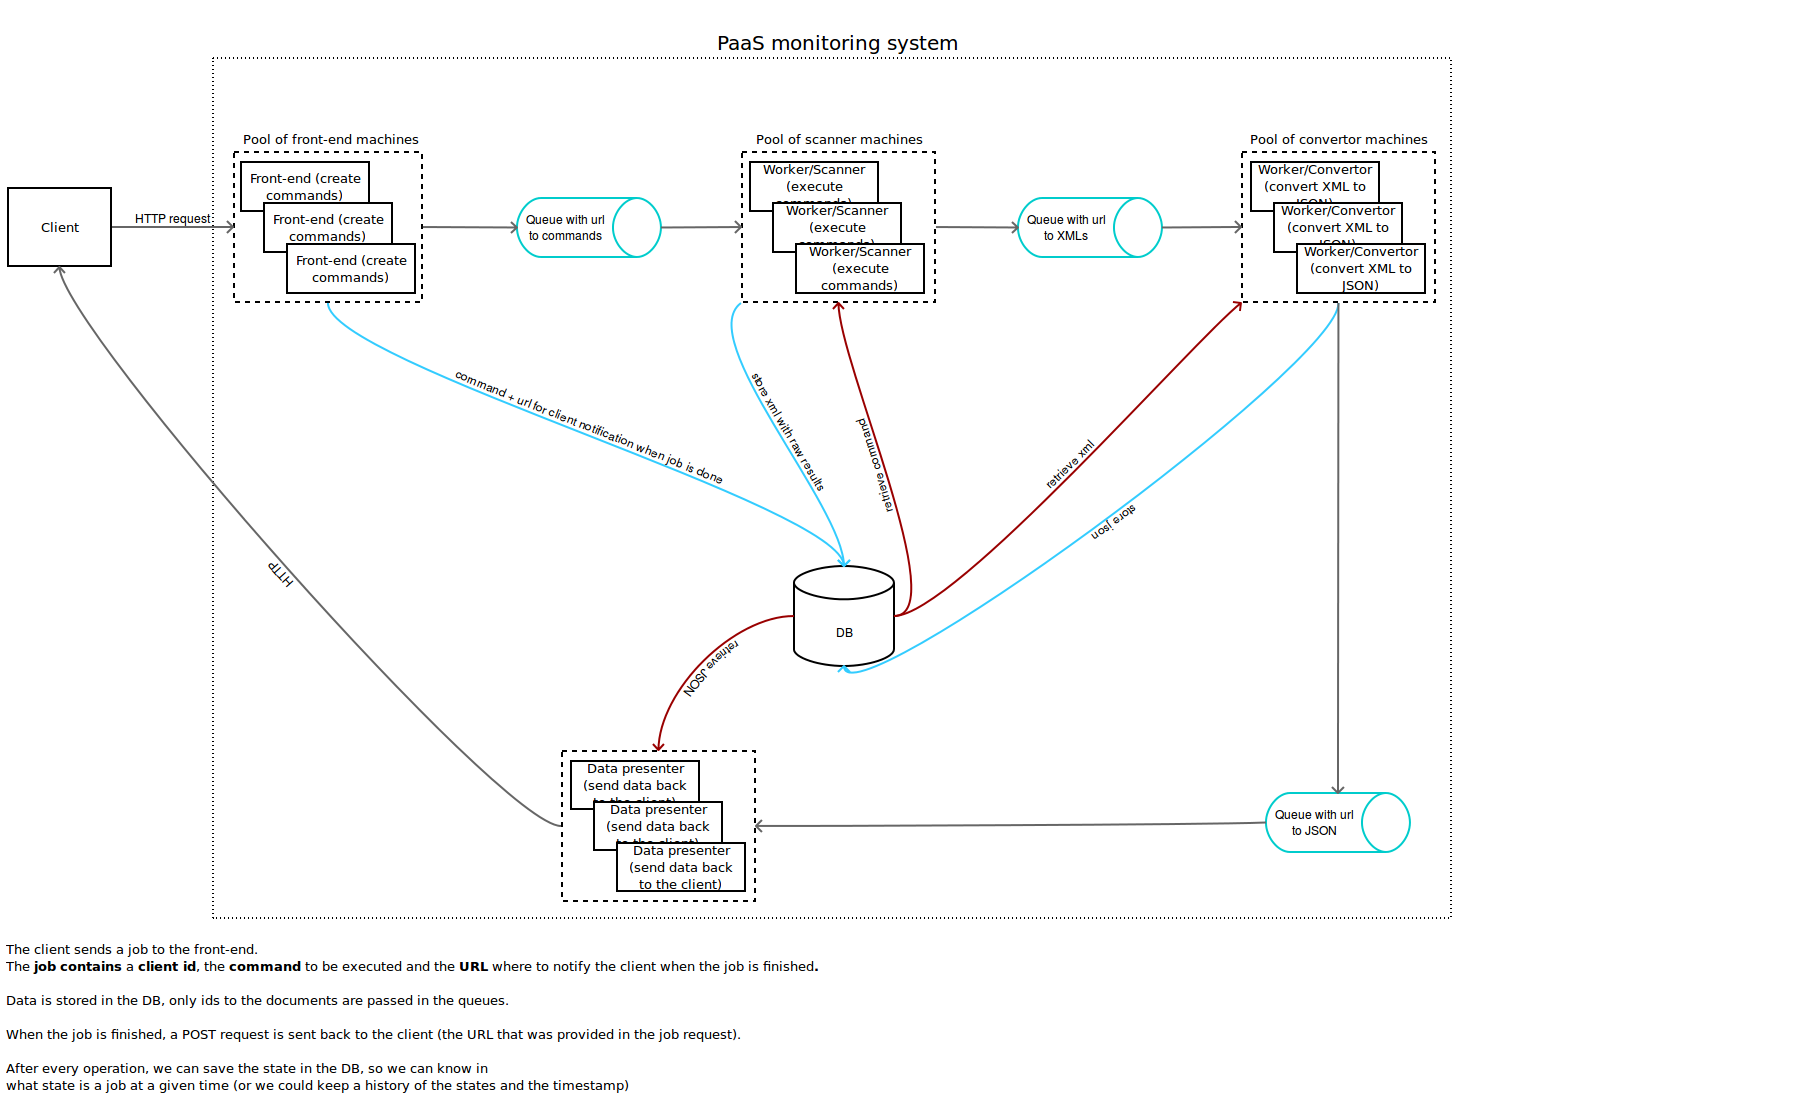 PaaS monitoring system
Pool of front-end machines
Pool of scanner machines
Pool of convertor machines
Client
HTTP request
Front-end (create
commands)
Front-end (create
commands)
Front-end (create
commands)
Queue with url
to commands
Worker/Scanner
(execute
commands)
Worker/Scanner
(execute
commands)
Worker/Scanner
(execute
commands)
Queue with url
to XMLs
Worker/Convertor
(convert XML to
JSON)
Worker/Convertor
(convert XML to
JSON)
Worker/Convertor
(convert XML to
JSON)
command + url for client notification when job is done
store xml with raw results
retrieve command
retrieve xml
store json
HTTP
DB
retrieve JSON
Data presenter
(send data back
to the client)
Data presenter
(send data back
to the client)
Data presenter
(send data back
to the client)
Queue with url
to JSON
The client sends a job to the front-end.
The job contains a client id, the command to be executed and the URL where to notify the client when the job is finished.
Data is stored in the DB, only ids to the documents are passed in the queues.
When the job is finished, a POST request is sent back to the client (the URL that was provided in the job request).
After every operation, we can save the state in the DB, so we can know in
what state is a job at a given time (or we could keep a history of the states and the timestamp)